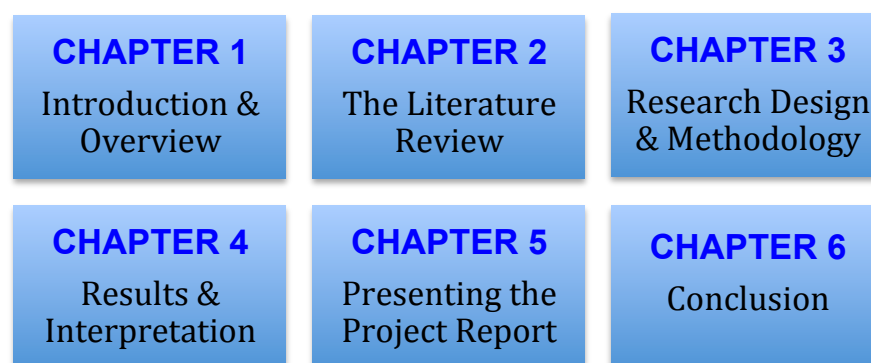 CHAPTER 1
Introduction &
Overview
CHAPTER 2
The Literature
Review
CHAPTER 3
Research Design
& Methodology
CHAPTER 4
Results &
Interpretation
CHAPTER 5
Presenting the
Project Report
CHAPTER 6
Conclusion